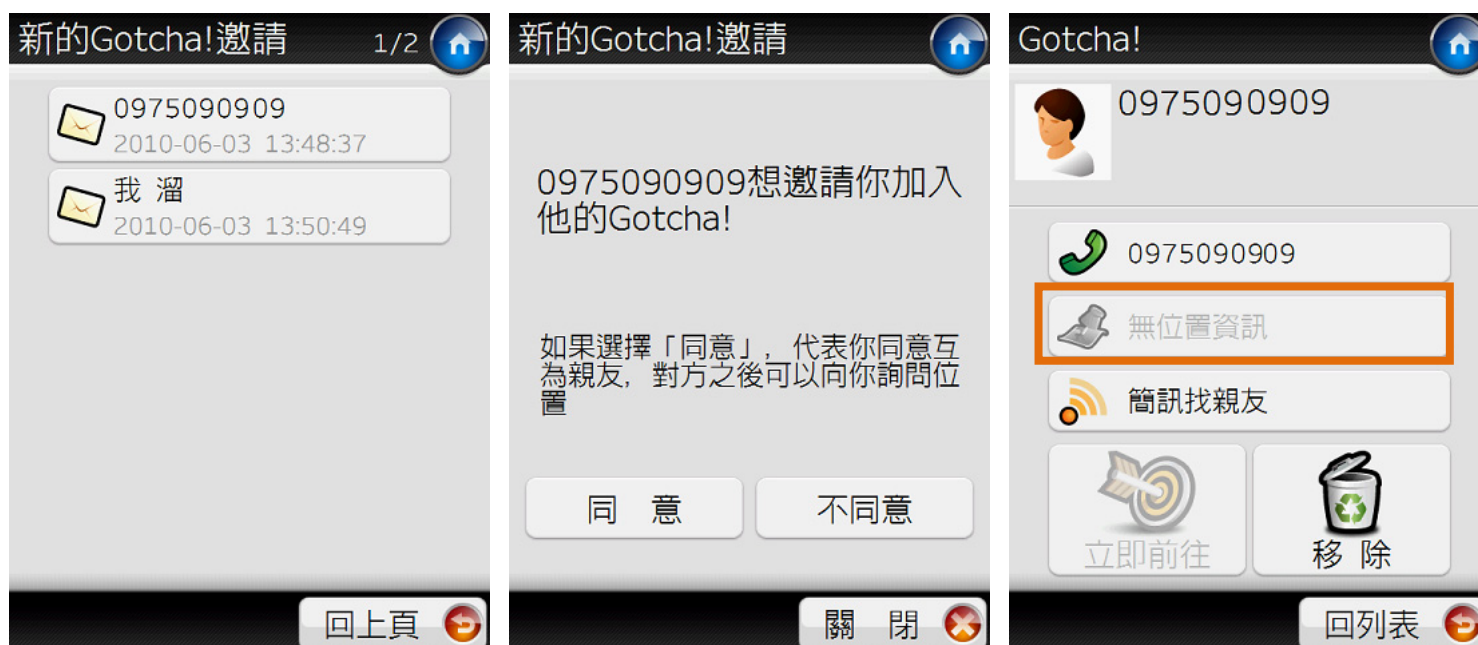 新的Gotcha!邀請
1/2
0975090909
2010-06-03 13:48:37
我 溜
2010-06-03 13:50:49
回上頁
新的Gotcha!邀請
0975090909想邀請你加入
他的Gotcha!
如果選擇「同意」, 代表你同意互
為親友, 對方之後可以向你詢問位
置
同 意
不同意
關 閉
Gotcha!
0975090909
0975090909
無位置資訊
簡訊找親友
立即前往
移 除
回列表